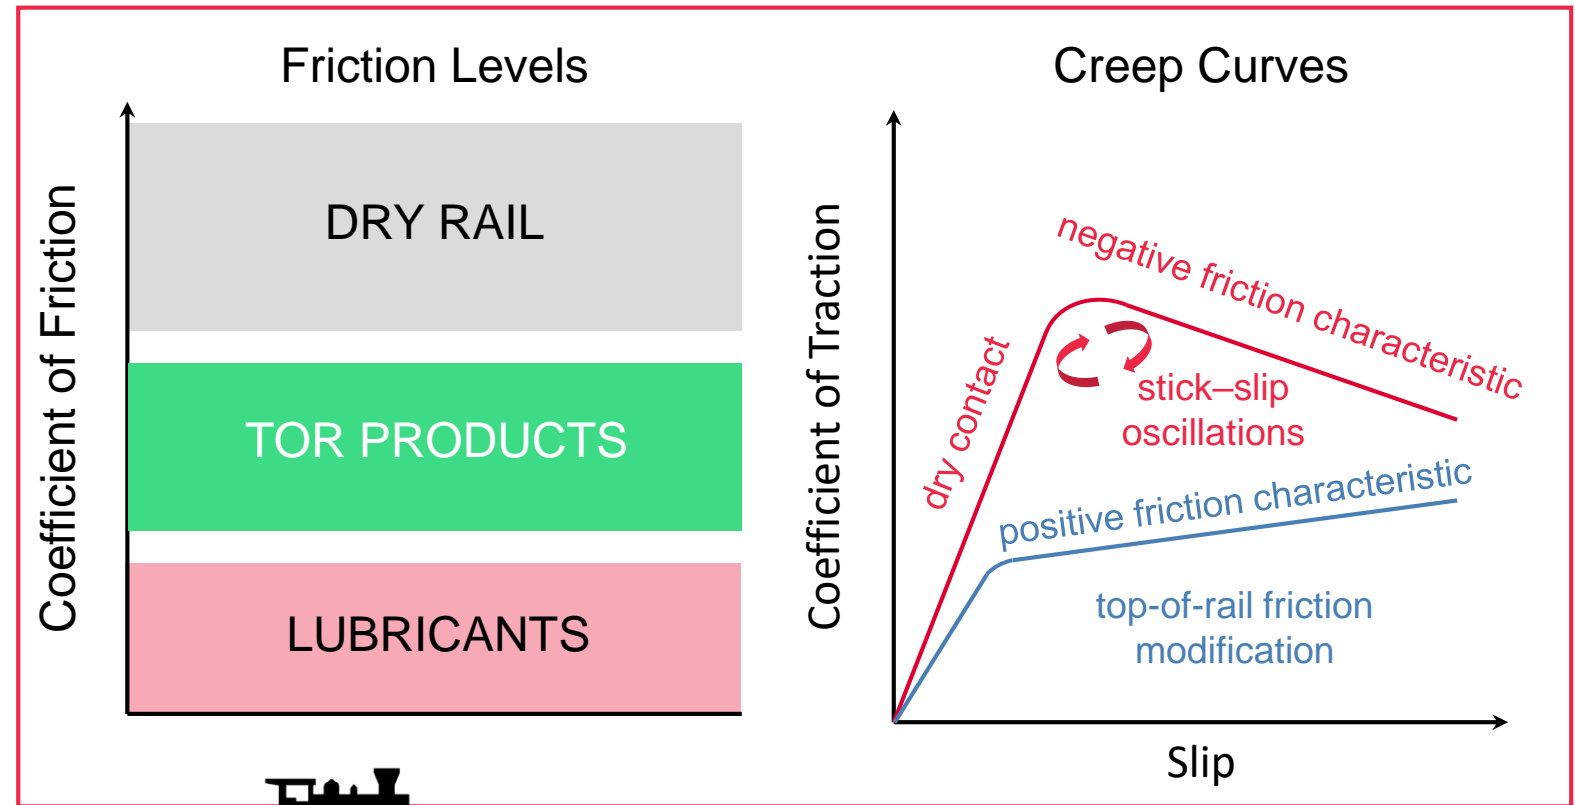 Friction Levels
Coefficient of Friction
DRY RAIL
TOR PRODUCTS
LUBRICANTS
Creep Curves
Coefficient of Traction
negative friction characteristic
dry contact
stick–slip
oscillations
positive friction characteristic
top-of-rail friction
modification
Slip